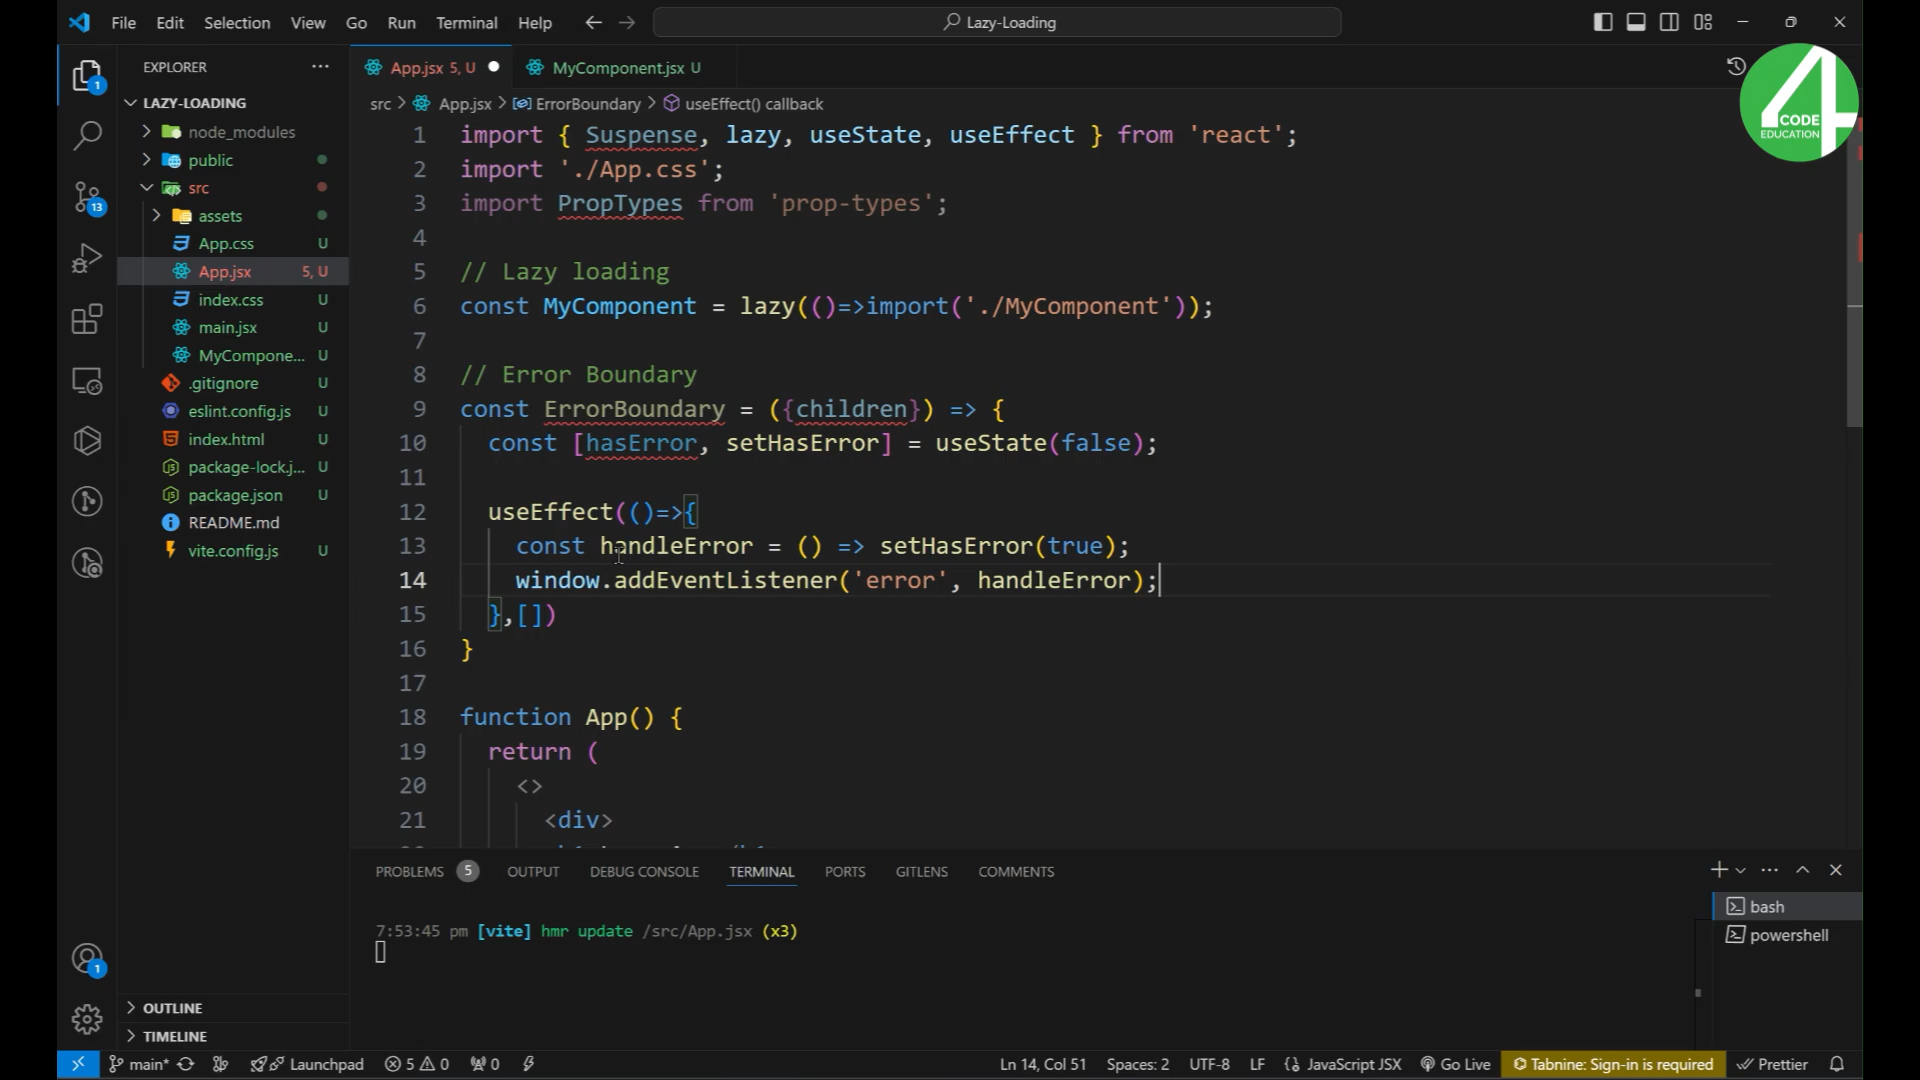 File Edit Selection View Go Run Terminal Help
Lazy-Loading
EXPLORER
App.jsx 5, U
MyComponent.jsx U
4
CODE
EDUCATION
LAZY-LOADING
src > App.jsx > ErrorBoundary > useEffect() callback
node_modules
public
src
assets
App.css U
App.jsx 5, U
index.css U
main.jsx U
MyCompone... U
.gitignore U
eslint.config.js U
index.html U
package-lock.j... U
package.json U
README.md
vite.config.js U
OUTLINE
TIMELINE
1
13
1
1 import { Suspense, lazy, useState, useEffect } from 'react';
2 import './App.css';
3 import PropTypes from 'prop-types';
4
5 // Lazy loading
6 const MyComponent = lazy(()=>import('./MyComponent'));
7
8 // Error Boundary
9 const ErrorBoundary = ({children}) => {
10 const [hasError, setHasError] = useState(false);
11
12 useEffect(()=>{
13 const handleError = () => setHasError(true);
14 window.addEventListener('error', handleError);
15 },[])
16 }
17
18 function App() {
19 return (
20 <>
21 <div>
PROBLEMS 5 OUTPUT DEBUG CONSOLE TERMINAL PORTS GITLENS COMMENTS
7:53:45 pm [vite] hmr update /src/App.jsx (x3)
bash
powershell
main* Launchpad 5 0 0 Ln 14, Col 51 Spaces: 2 UTF-8 LF JavaScript JSX Go Live Tabnine: Sign-in is required Prettier